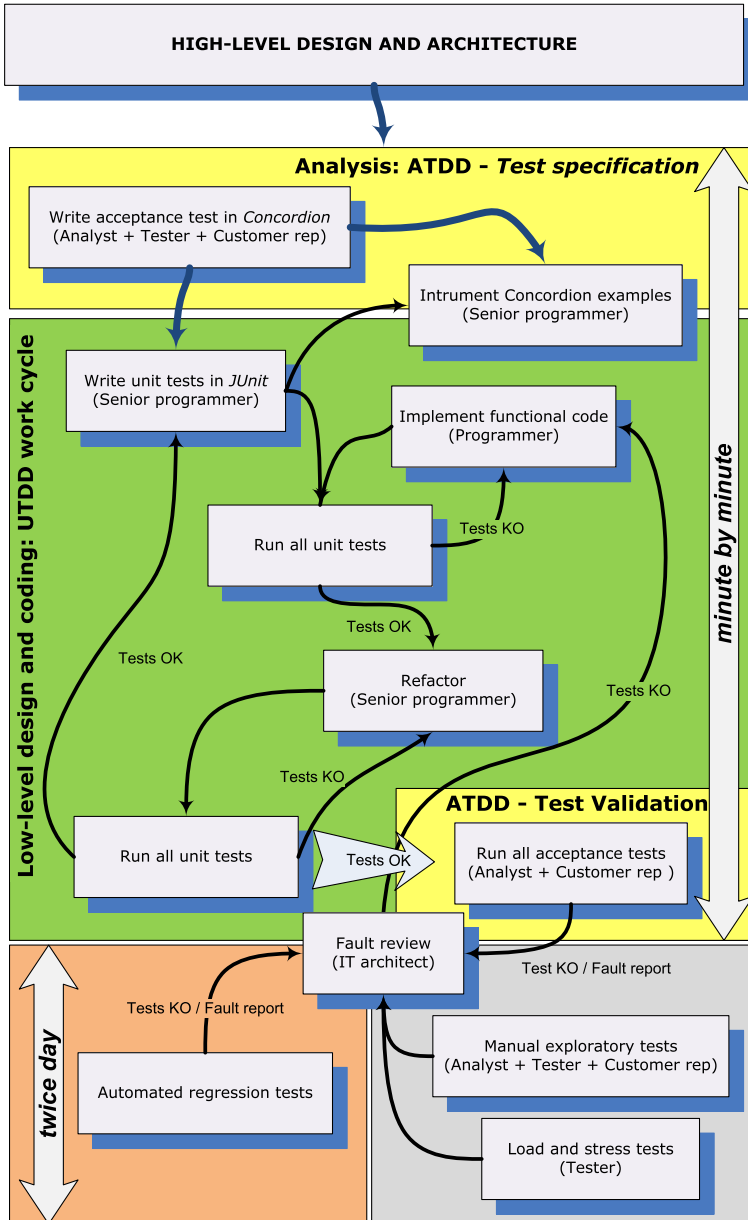 HIGH-LEVEL DESIGN AND ARCHITECTURE
Analysis: ATDD - Test specification
Write acceptance test in Concordion
(Analyst + Tester + Customer rep)
Intrument Concordion examples
(Senior programmer)
Low-level design and coding: UTDD work cycle
minute by minute
Write unit tests in JUnit
(Senior programmer)
Implement functional code
(Programmer)
Run all unit tests
Tests KO
Tests OK
Tests OK
Refactor
(Senior programmer)
Tests KO
Tests KO
ATDD - Test Validation
Run all unit tests
Tests OK
Run all acceptance tests
(Analyst + Customer rep )
Fault review
(IT architect)
Test KO / Fault report
Tests KO / Fault report
twice day
Manual exploratory tests
(Analyst + Tester + Customer rep)
Automated regression tests
Load and stress tests
(Tester)